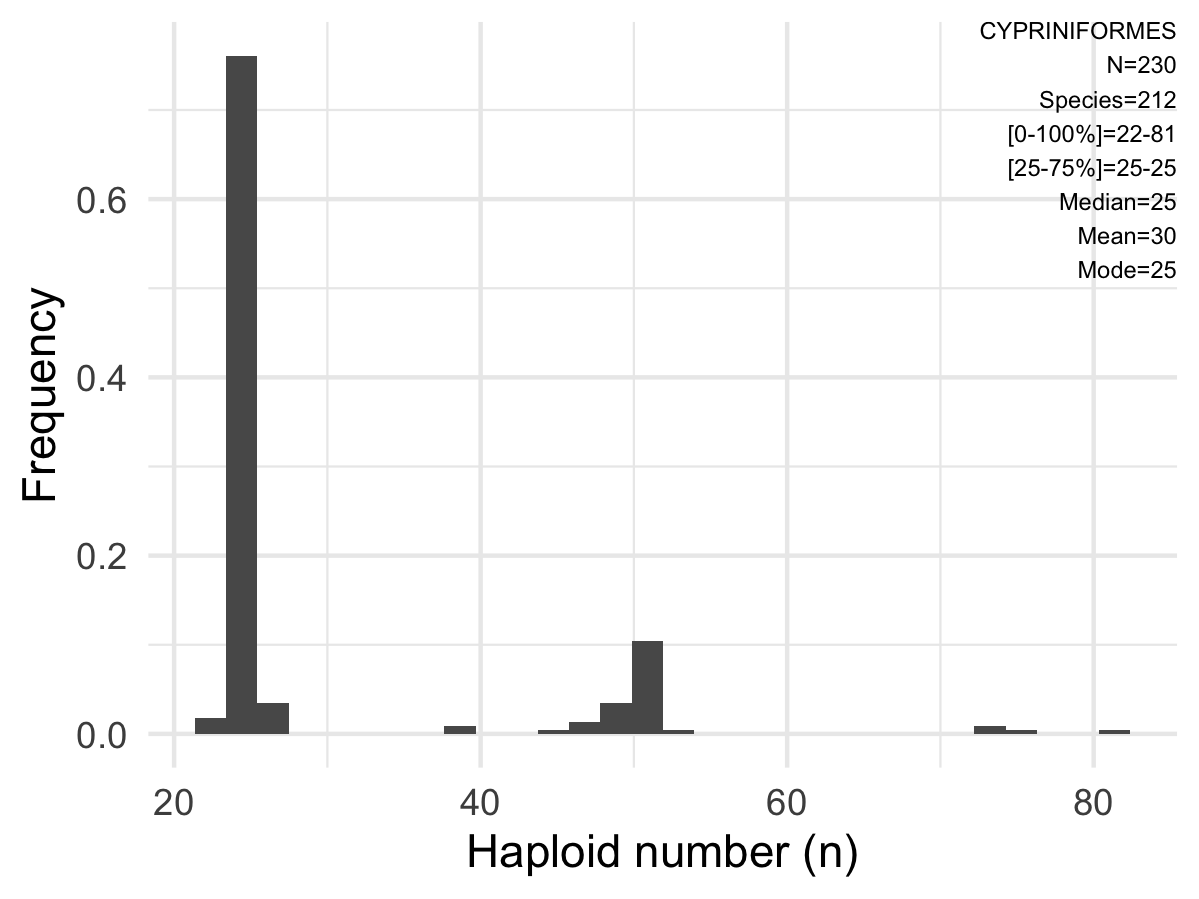 CYPRINIFORMES
N=230
Species=212
[0-100%]=22-81
[25-75%]=25-25
Median=25
Mean=30
Mode=25
Frequency
0.6
0.4
0.2
0.0
20 40 60 80
Haploid number (n)